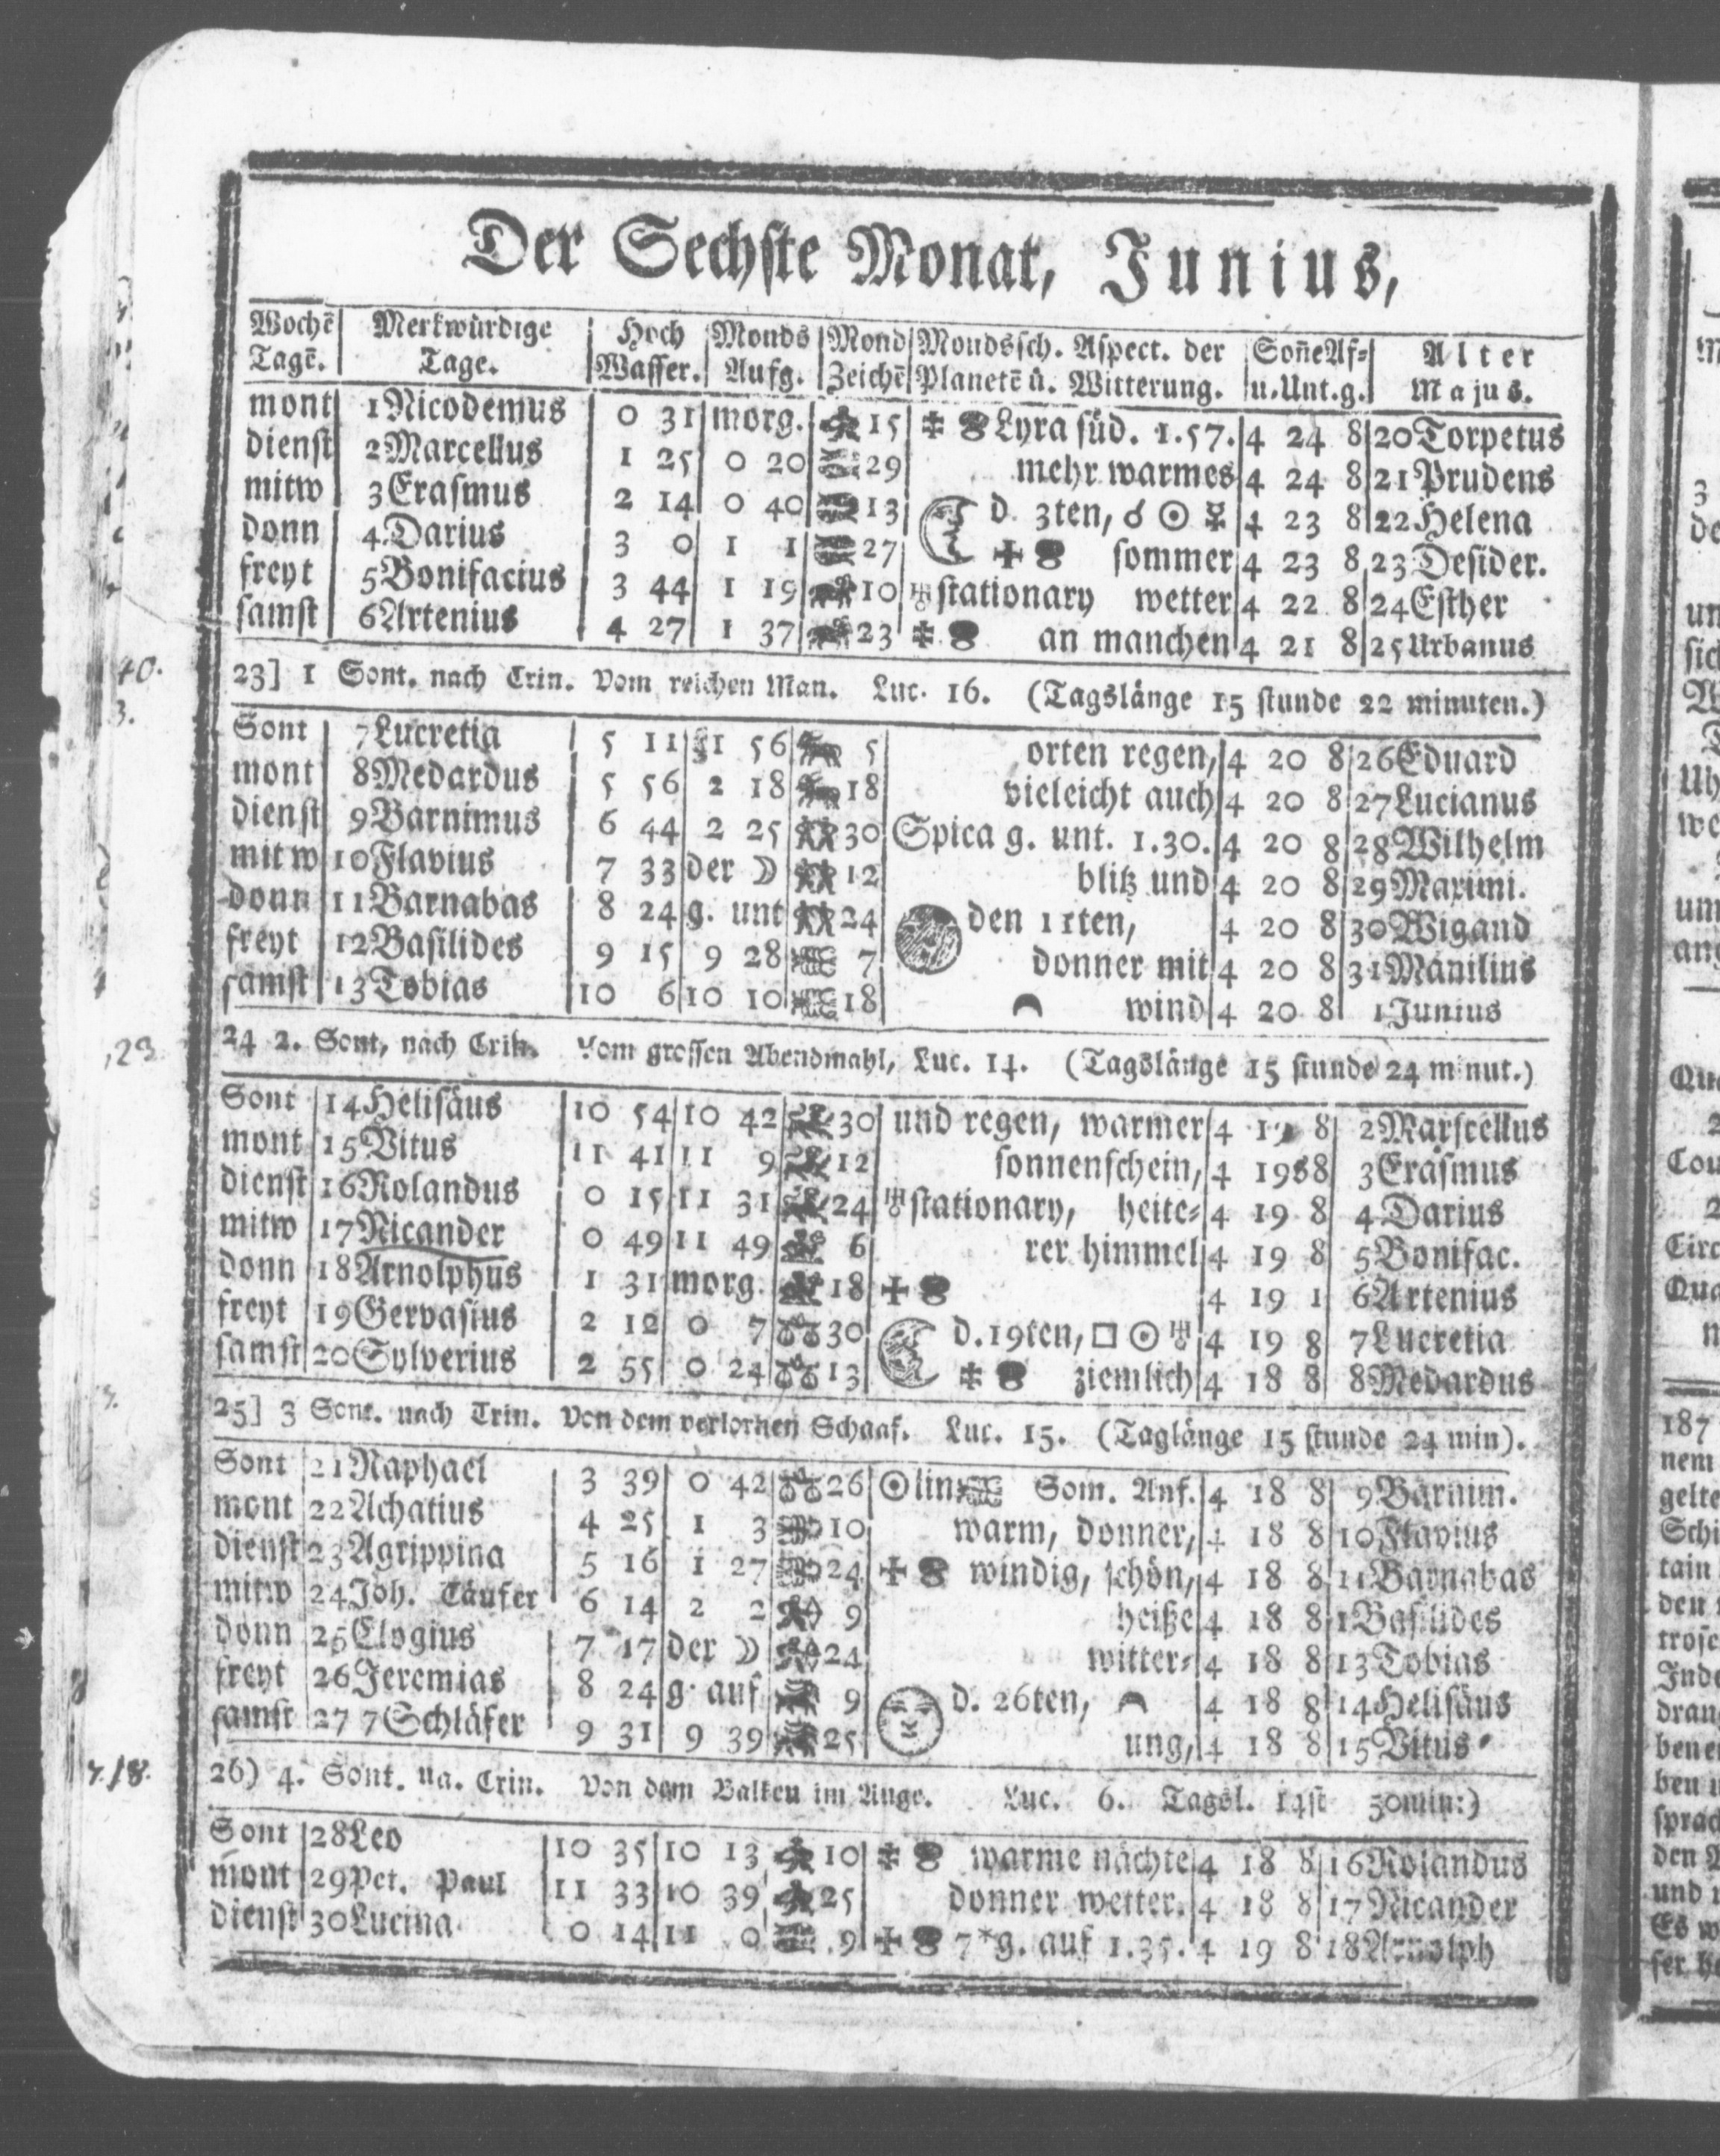 Der Sechste Monat, Junius,
Wochē Tagē. Merkwürdige Tage. Hoch Wasser. Monds Aufg. Mond Zeichē Mondssch. Aspect. der Planetē ü. Witterung. Soñe Af= u. Unt.g. Alter Majus.
mont 1 Nicodemus 0 31 morg. 15 Lyra süd. 1.57. 4 24 8 20 Torpetus
dienst 2 Marcellus 1 25 0 20 29 mehr warmes 4 24 8 21 Prudens
mitw 3 Erasmus 2 14 0 40 13 d. 3ten, ☌ ☉ ☿ 4 23 8 22 Helena
donn 4 Darius 3 0 1 1 27 sommer 4 23 8 23 Desider.
freyt 5 Bonifacius 3 44 1 19 10 ♅ stationary wetter 4 22 8 24 Esther
samst 6 Artenius 4 27 1 37 23 an manchen 4 21 8 25 Urbanus
23] 1 Sont. nach Trin. Vom reichen Man. Luc. 16. (Tagslänge 15 stunde 22 minuten.)
Sont 7 Lucretia 5 11 1 56 5 orten regen, 4 20 8 26 Eduard
mont 8 Medardus 5 56 2 18 18 vieleicht auch 4 20 8 27 Lucianus
dienst 9 Barnimus 6 44 2 25 30 Spica g. unt. 1.30. 4 20 8 28 Wilhelm
mitw 10 Flavius 7 33 der ☽ 12 blitz und 4 20 8 29 Maximi.
donn 11 Barnabas 8 24 g. unt 24 den 11ten, 4 20 8 30 Wigand
freyt 12 Basilides 9 15 9 28 7 donner mit 4 20 8 31 Manilius
samst 13 Tobias 10 6 10 10 18 wind 4 20 8 1 Junius
24 2. Sont, nach Trin. Vom grossen Abendmahl, Luc. 14. (Tagslänge 15 stunde 24 minut.)
Sont 14 Helisäus 10 54 10 42 30 und regen, warmer 4 19 8 2 Marscellus
mont 15 Vitus 11 41 11 9 12 sonnenschein, 4 19 8 3 Erasmus
dienst 16 Rolandus 0 15 11 31 24 ♅ stationary, heite= 4 19 8 4 Darius
mitw 17 Nicander 0 49 11 49 6 rer himmel 4 19 8 5 Bonifac.
donn 18 Arnolphus 1 31 morg. 18 4 19 1 6 Artenius
freyt 19 Gervasius 2 12 0 7 30 d. 19ten, □ ☉ ♅ 4 19 8 7 Lucretia
samst 20 Sylverius 2 55 0 24 13 ziemlich 4 18 8 8 Medardus
25] 3 Sont. nach Trin. Von dem verlornen Schaaf. Luc. 15. (Taglänge 15 stunde 24 min).
Sont 21 Raphael 3 39 0 42 26 ☉ in Som. Anf. 4 18 8 9 Barnim.
mont 22 Achatius 4 25 1 3 10 warm, donner, 4 18 8 10 Flavius
dienst 23 Agrippina 5 16 1 27 24 windig, schön, 4 18 8 11 Barnabas
mitw 24 Joh. Täufer 6 14 2 2 9 heiße 4 18 8 1 Basilides
donn 25 Elogius 7 17 der ☽ 24 witter= 4 18 8 13 Tobias
freyt 26 Jeremias 8 24 g. auf 9 d. 26ten, 4 18 8 14 Helisäus
samst 27 7 Schläfer 9 31 9 39 25 ung, 4 18 8 15 Vitus
26) 4. Sont. na. Trin. Von dem Balken im Auge. Luc. 6. Tagsl. 14st 50min:)
Sont 28 Leo 10 35 10 13 10 warme nächte 4 18 8 16 Rolandus
mont 29 Pet. Paul 11 33 10 39 25 donner wetter. 4 18 8 17 Nicander
dienst 30 Lucina 0 14 11 0 9 7*g. auf 1.35. 4 19 8 18 Arnolph